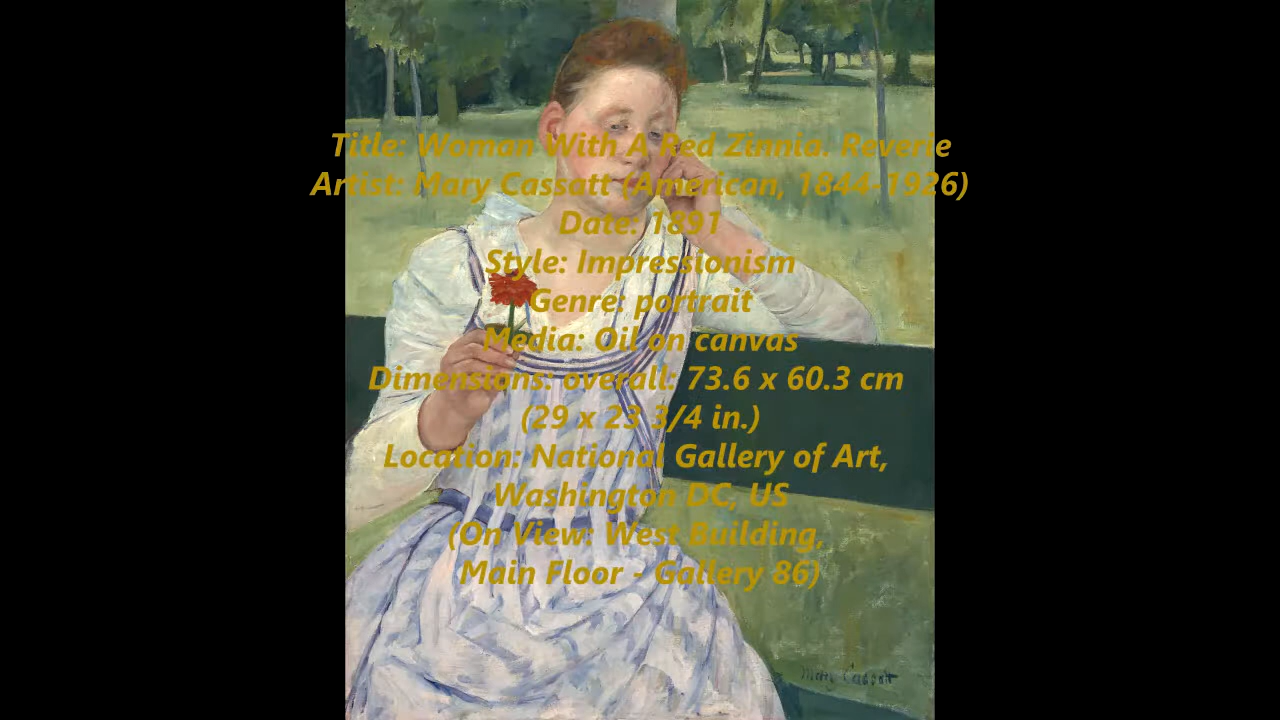 Title: Woman With A Red Zinnia. Reverie
Artist: Mary Cassatt (American, 1844-1926)
Date: 1891
Style: Impressionism
Genre: portrait
Media: Oil on canvas
Dimensions: overall: 73.6 x 60.3 cm
(29 x 23 3/4 in.)
Location: National Gallery of Art,
Washington DC, US
(On View: West Building,
Main Floor - Gallery 86)
Mary Cassatt